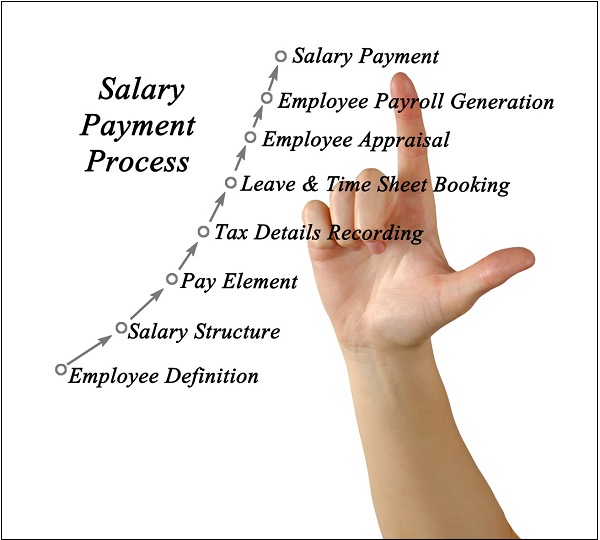 Salary
Payment
Process
Salary Payment
Employee Payroll Generation
Employee Appraisal
Leave & Time Sheet Booking
Tax Details Recording
Pay Element
Salary Structure
Employee Definition